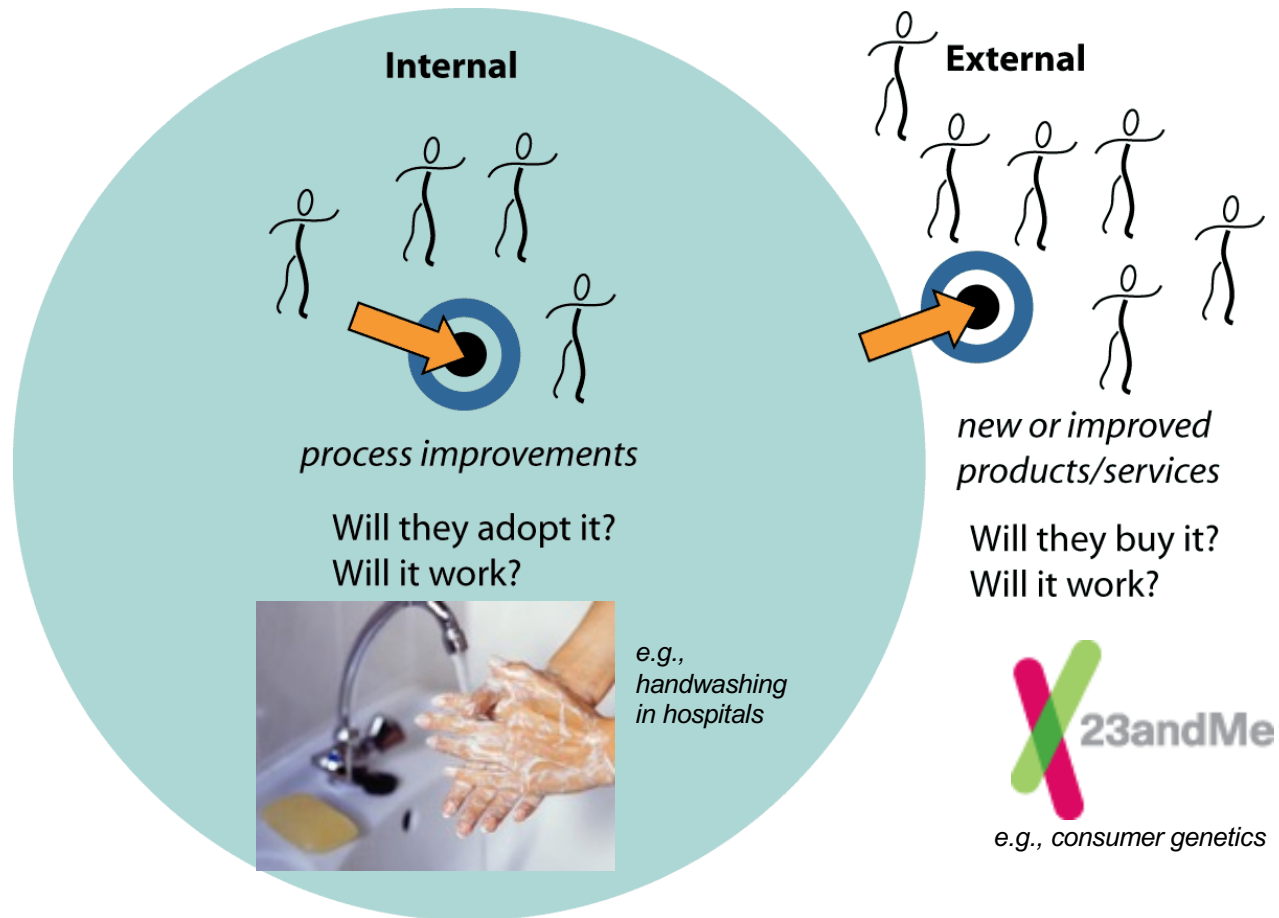 Internal
process improvements
Will they adopt it?
Will it work?
e.g.,
handwashing
in hospitals
External
new or improved
products/services
Will they buy it?
Will it work?
23andMe
e.g., consumer genetics